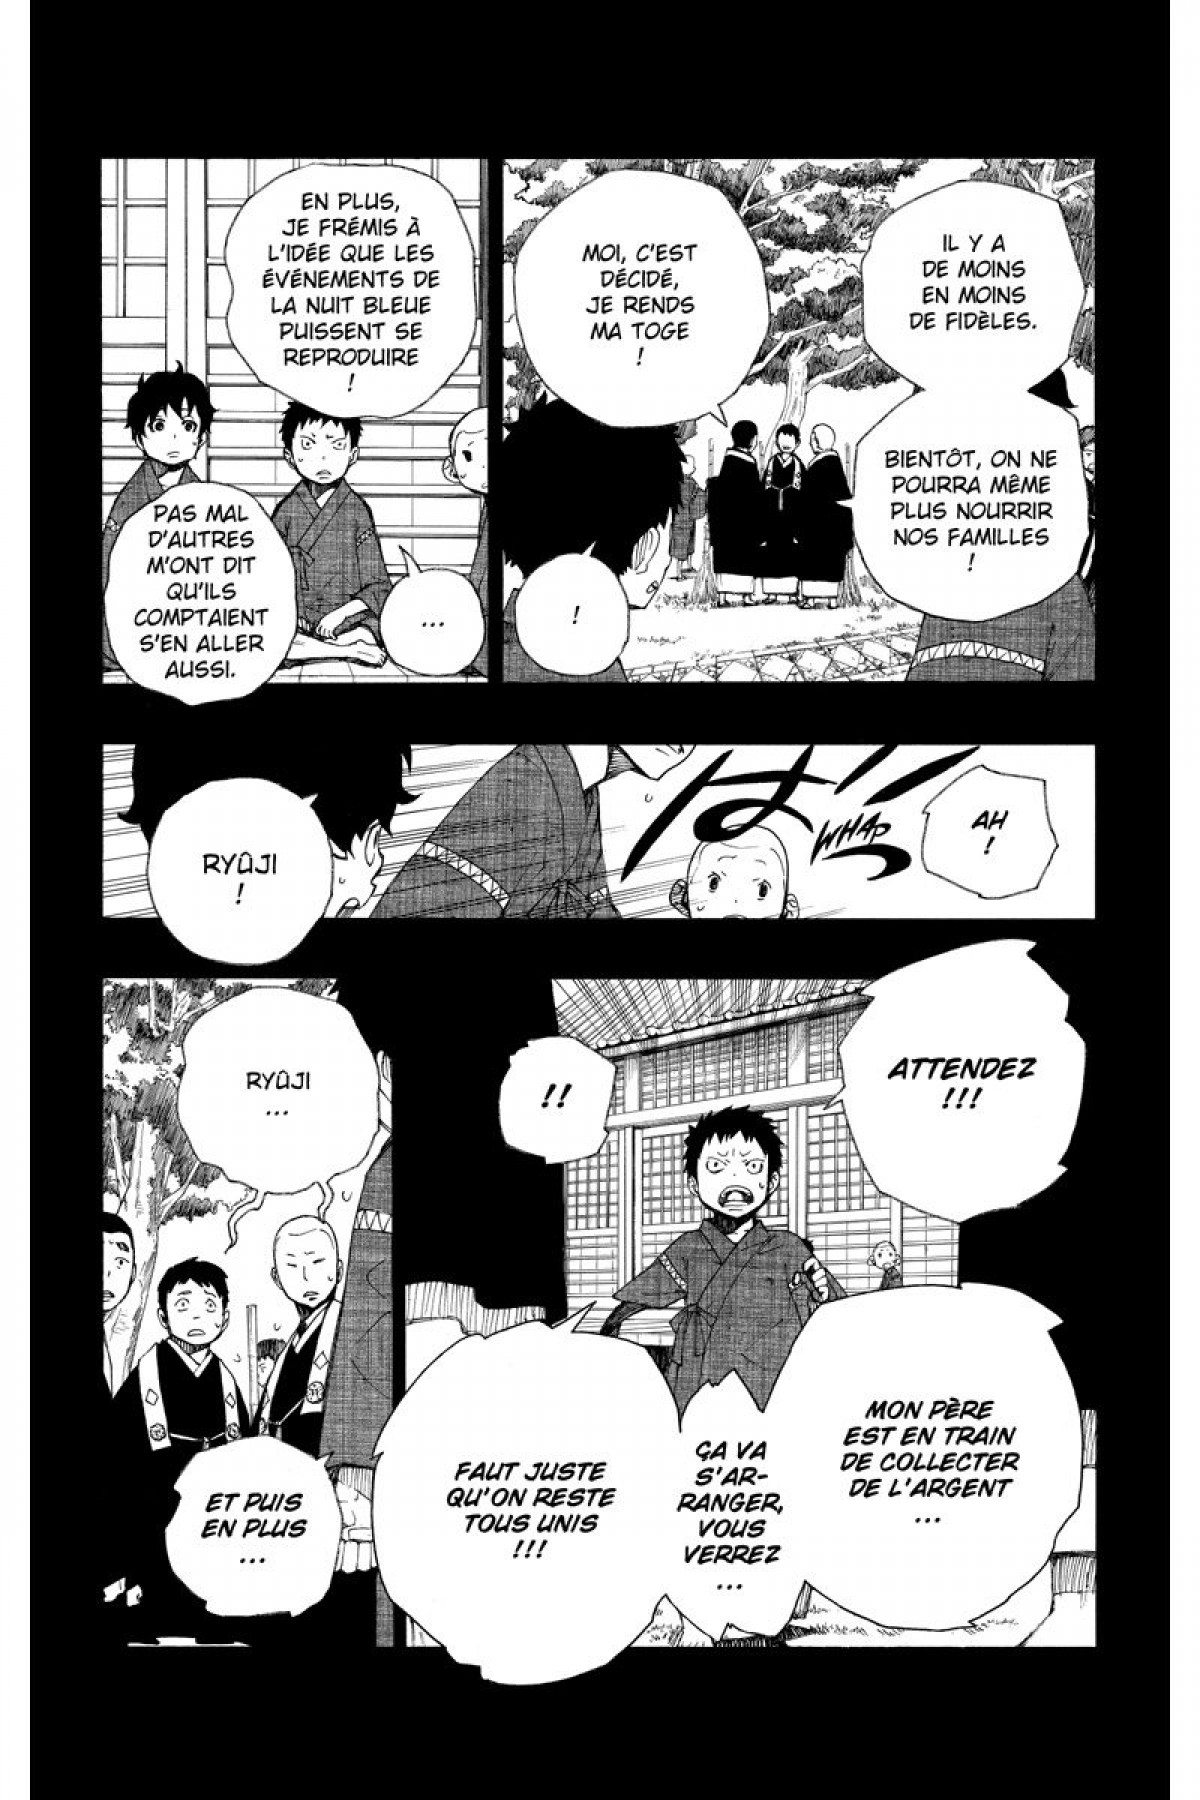 IL Y A
DE MOINS
EN MOINS
DE FIDÈLES.
BIENTÔT, ON NE
POURRA MÊME
PLUS NOURRIR
NOS FAMILLES
!
MOI, C'EST
DÉCIDÉ,
JE RENDS
MA TOGE
!
!
EN PLUS,
JE FRÉMIS À
L'IDÉE QUE LES
ÉVÉNEMENTS DE
LA NUIT BLEUE
PUISSENT SE
REPRODUIRE
!
...
PAS MAL
D'AUTRES
M'ONT DIT
QU'ILS
COMPTAIENT
S'EN ALLER
AUSSI.
AH
!
ばっ
WHAP
RYÛJI
!
ATTENDEZ
!!!
!!
MON PÈRE
EST EN TRAIN
DE COLLECTER
DE L'ARGENT
...
ÇA VA
S'AR-
RANGER,
VOUS
VERREZ
...
FAUT JUSTE
QU'ON RESTE
TOUS UNIS
!!!
RYÛJI
...
ET PUIS
EN PLUS
...